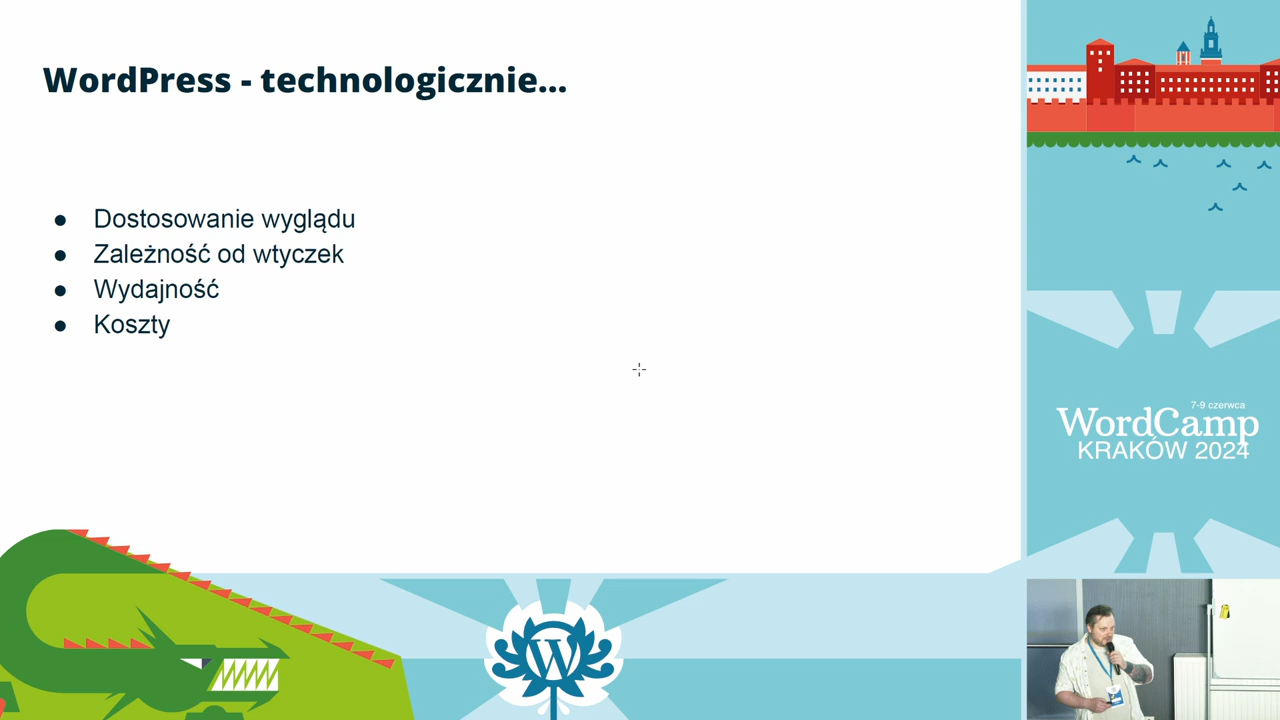 WordPress - technologicznie...
● Dostosowanie wyglądu
● Zależność od wtyczek
● Wydajność
● Koszty
7-9 czerwca
WordCamp
KRAKÓW 2024
W